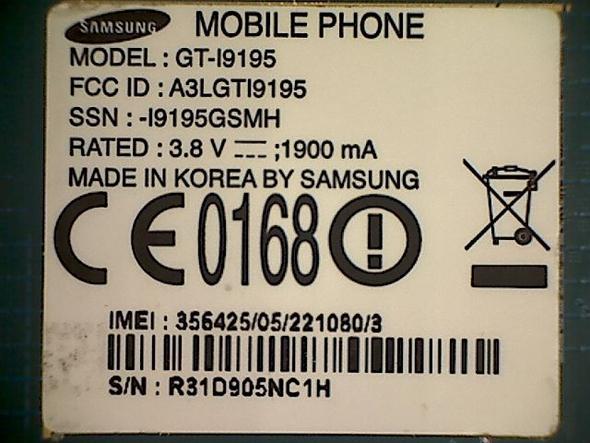 SAMSUNG MOBILE PHONE
MODEL : GT-I9195
FCC ID : A3LGTI9195
SSN : -I9195GSMH
RATED : 3.8 V ⎓ ;1900 mA
MADE IN KOREA BY SAMSUNG
CE0168!
IMEI : 356425/05/221080/3
S/N : R31D905NC1H